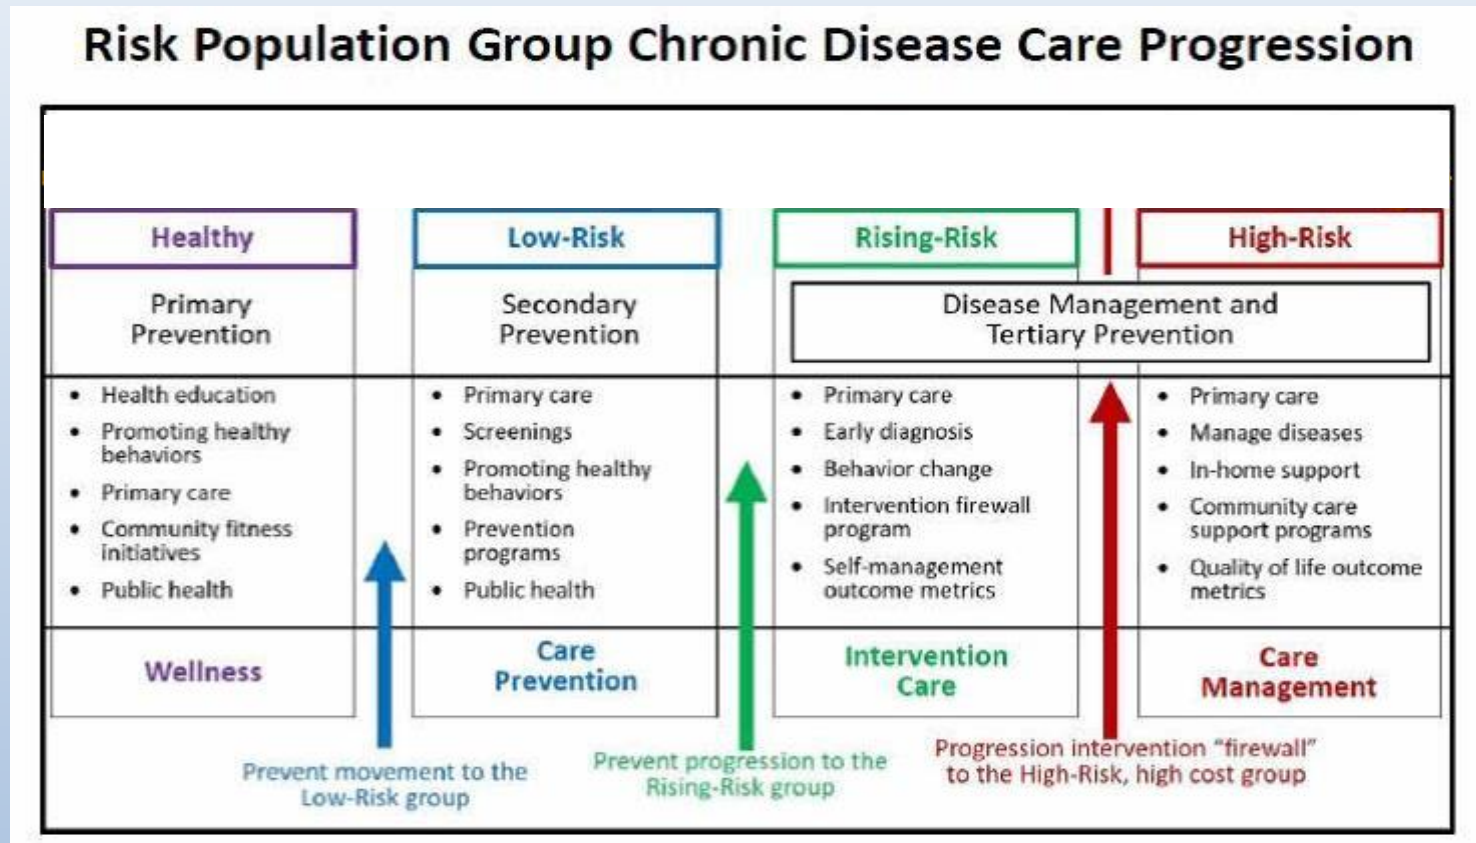 Risk Population Group Chronic Disease Care Progression
Healthy
Low-Risk
Rising-Risk
High-Risk
Primary
Prevention
Secondary
Prevention
Disease Management and
Tertiary Prevention
• Health education
• Promoting healthy
behaviors
• Primary care
• Community fitness
initiatives
• Public health
• Primary care
• Screenings
• Promoting healthy
behaviors
• Prevention
programs
• Public health
• Primary care
• Early diagnosis
• Behavior change
• Intervention firewall
program
• Self-management
outcome metrics
• Primary care
• Manage diseases
• In-home support
• Community care
support programs
• Quality of life outcome
metrics
Wellness
Care
Prevention
Intervention
Care
Care
Management
Prevent movement to the
Low-Risk group
Prevent progression to the
Rising-Risk group
Progression intervention “firewall”
to the High-Risk, high cost group